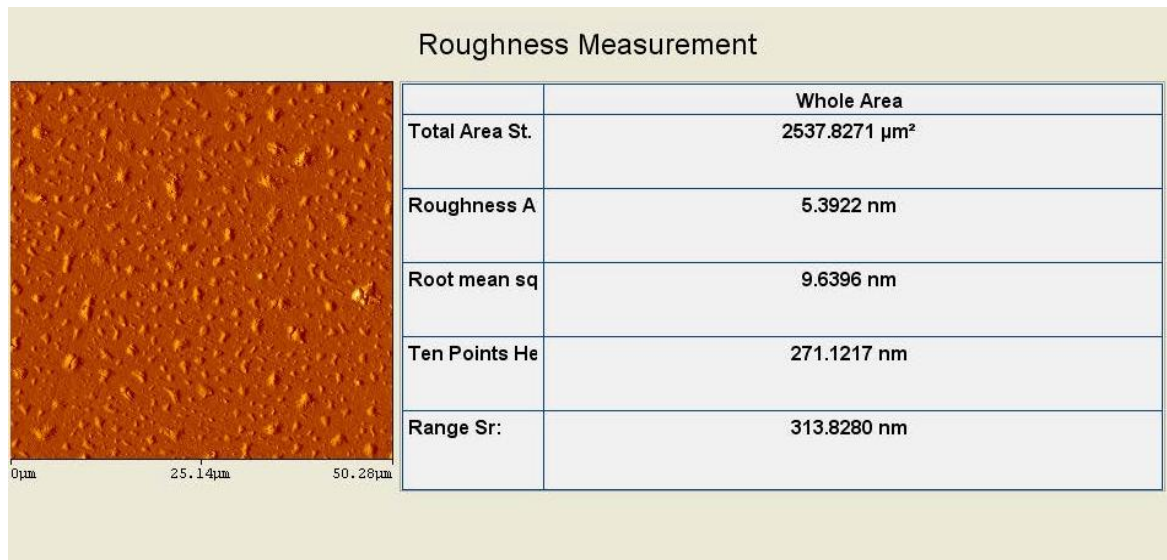 Roughness Measurement
Whole Area
Total Area St. 2537.8271 µm²
Roughness A 5.3922 nm
Root mean sq 9.6396 nm
Ten Points He 271.1217 nm
Range Sr: 313.8280 nm
0µm 25.14µm 50.28µm